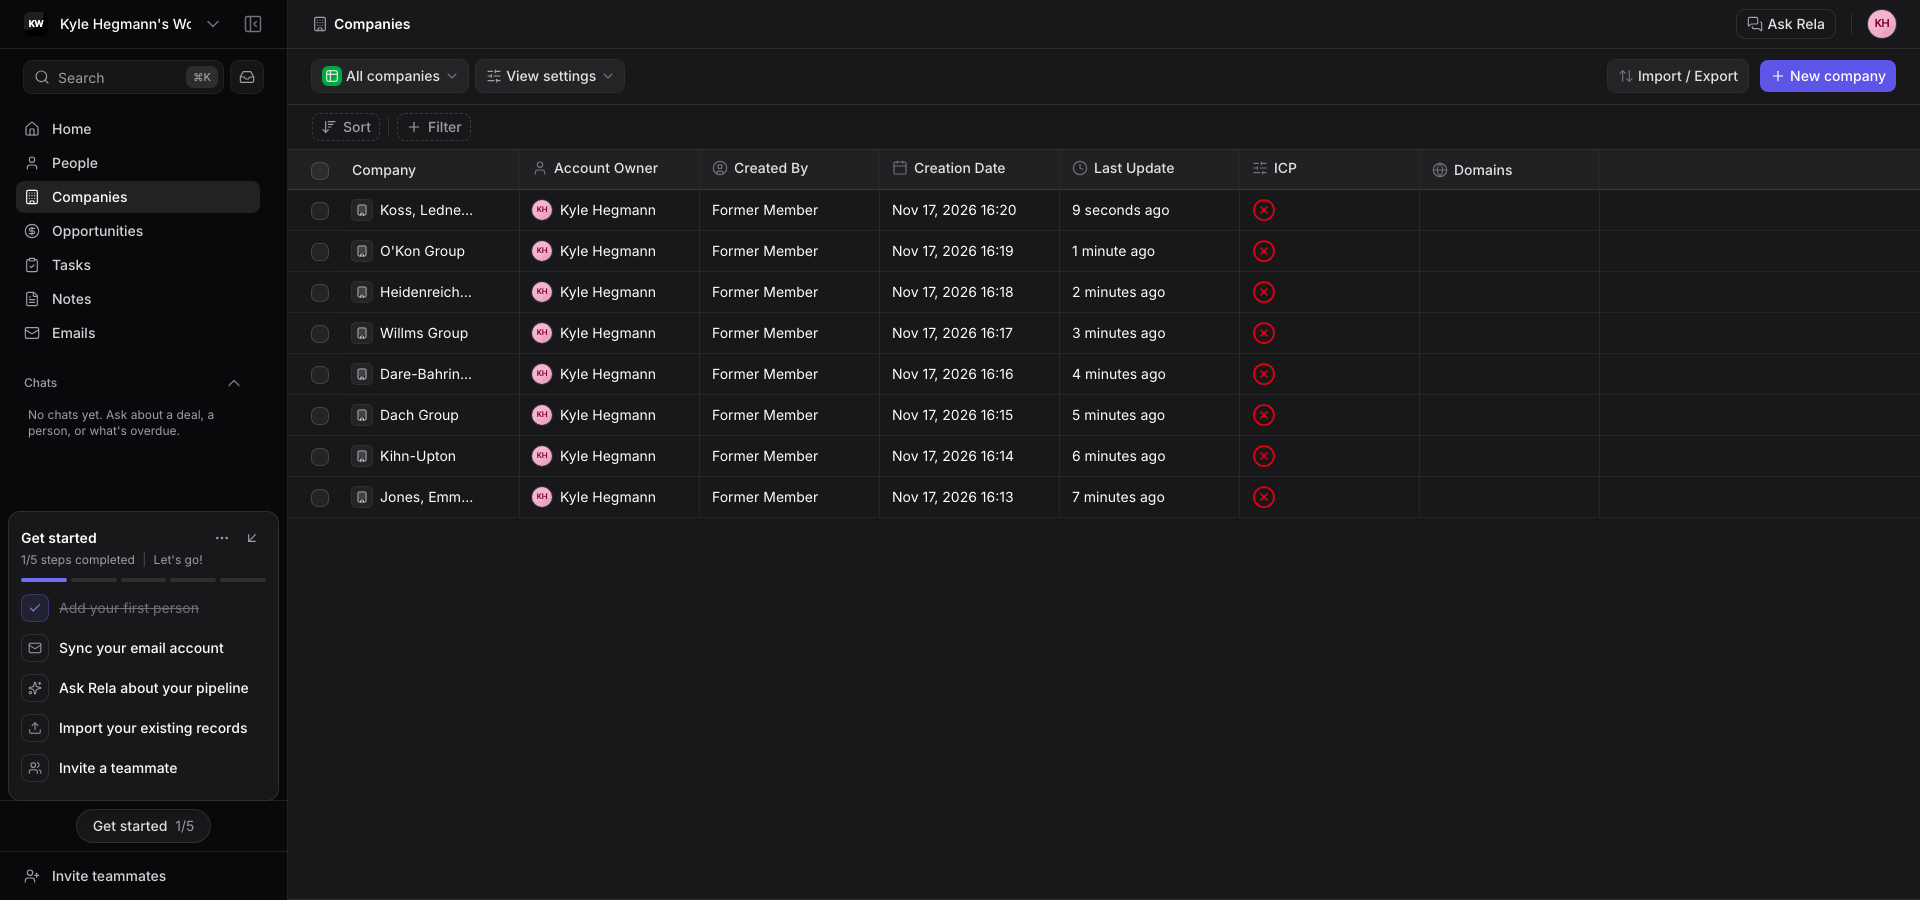 KW Kyle Hegmann's Wo
Search ⌘K
Home
People
Companies
Opportunities
Tasks
Notes
Emails
Chats
No chats yet. Ask about a deal, a
person, or what's overdue.
Get started
1/5 steps completed | Let's go!
Add your first person
Sync your email account
Ask Rela about your pipeline
Import your existing records
Invite a teammate
Get started 1/5
Invite teammates
Companies
Ask Rela
KH
All companies
View settings
Import / Export
+ New company
Sort
+ Filter
Company Account Owner Created By Creation Date Last Update ICP Domains
Koss, Ledne... KH Kyle Hegmann Former Member Nov 17, 2026 16:20 9 seconds ago
O'Kon Group KH Kyle Hegmann Former Member Nov 17, 2026 16:19 1 minute ago
Heidenreich... KH Kyle Hegmann Former Member Nov 17, 2026 16:18 2 minutes ago
Willms Group KH Kyle Hegmann Former Member Nov 17, 2026 16:17 3 minutes ago
Dare-Bahrin... KH Kyle Hegmann Former Member Nov 17, 2026 16:16 4 minutes ago
Dach Group KH Kyle Hegmann Former Member Nov 17, 2026 16:15 5 minutes ago
Kihn-Upton KH Kyle Hegmann Former Member Nov 17, 2026 16:14 6 minutes ago
Jones, Emm... KH Kyle Hegmann Former Member Nov 17, 2026 16:13 7 minutes ago